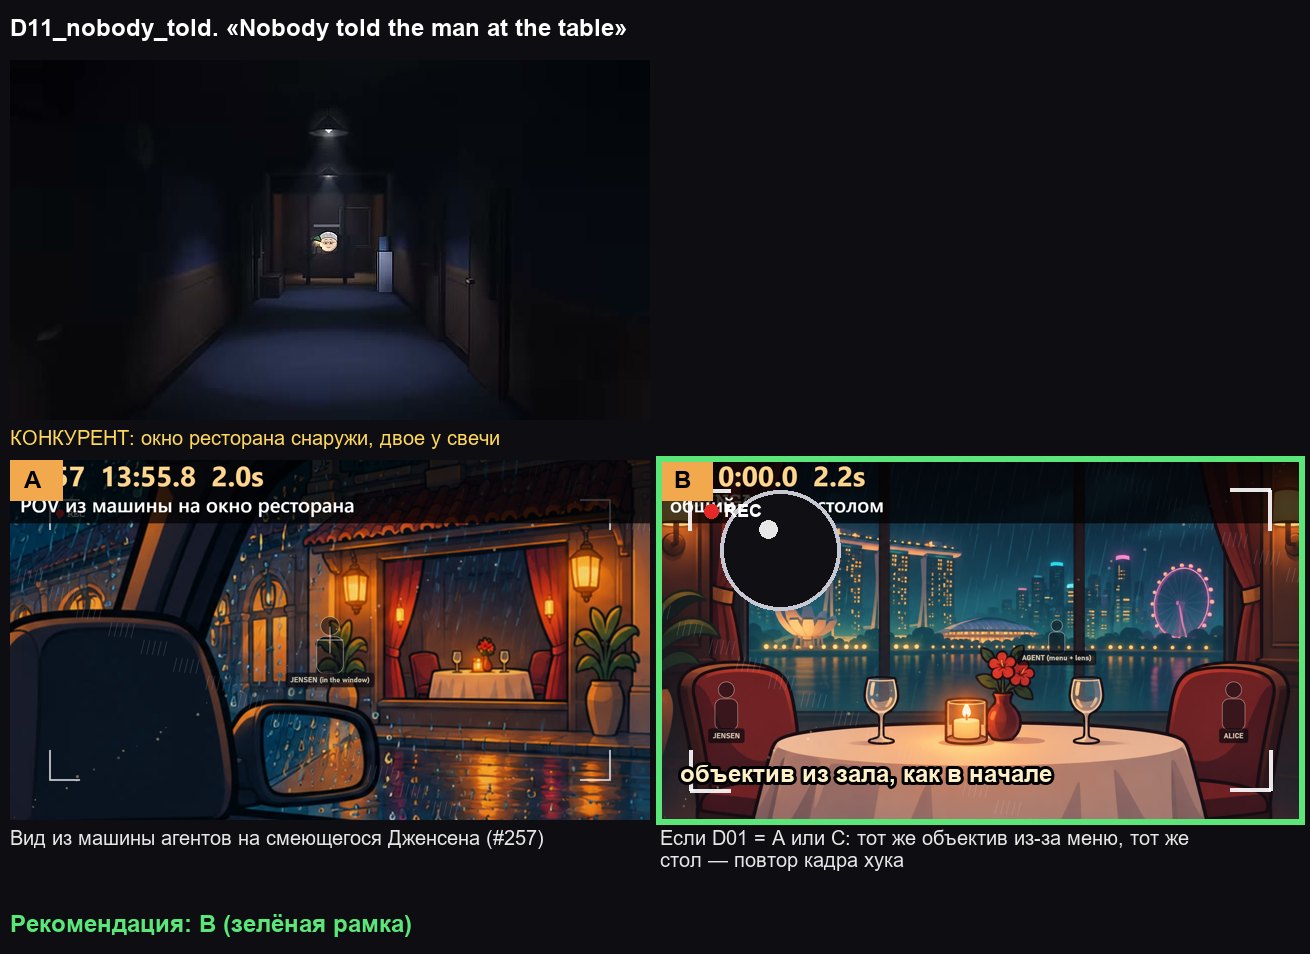 D11_nobody_told. «Nobody told the man at the table»
КОНКУРЕНТ: окно ресторана снаружи, двое у свечи
A
57 13:55.8 2.0s
POV из машины на окно ресторана
JENSEN (in the window)
B
0:00.0 2.2s
REC
столом
AGENT (menu + lens)
JENSEN
ALICE
объектив из зала, как в начале
Вид из машины агентов на смеющегося Дженсена (#257)
Если D01 = A или C: тот же объектив из-за меню, тот же
стол — повтор кадра хука
Рекомендация: B (зелёная рамка)